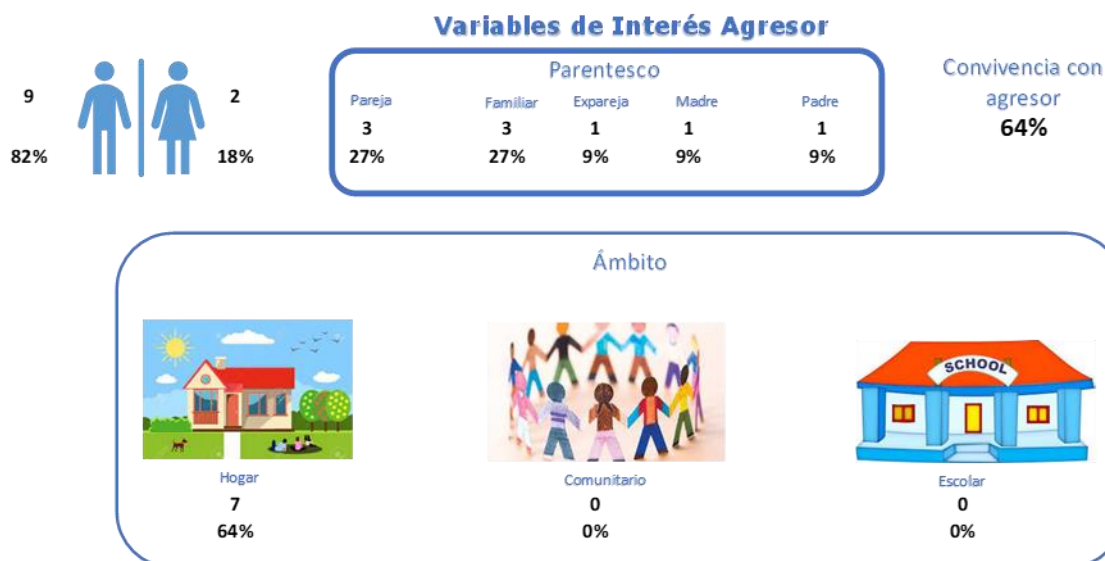 Variables de Interés Agresor
9
82%
2
18%
Parentesco
Pareja Familiar Expareja Madre Padre
3 3 1 1 1
27% 27% 9% 9% 9%
Convivencia con
agresor
64%
Ámbito
SCHOOL
Hogar Comunitario Escolar
7 0 0
64% 0% 0%